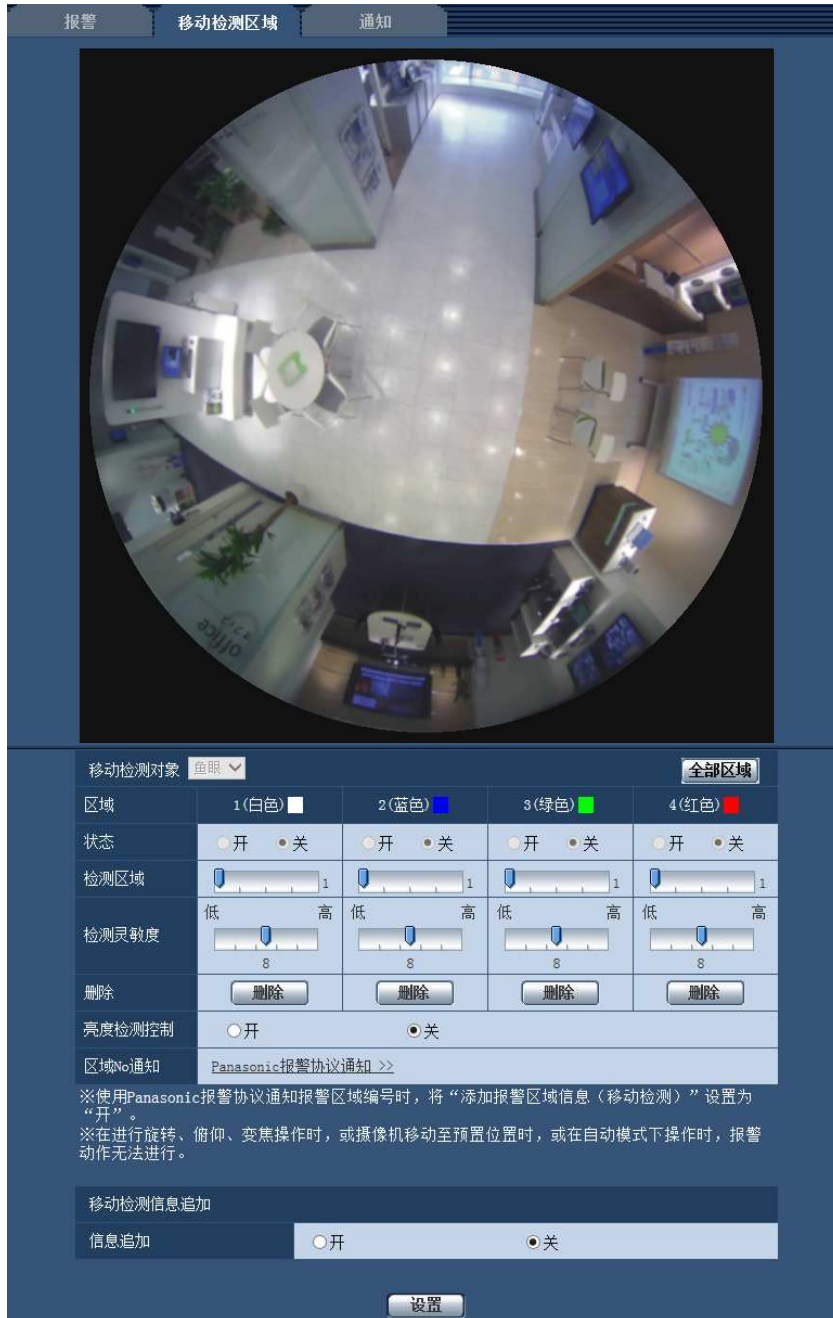 报警 移动检测区域 通知
office
移动检测对象 鱼眼 全部区域
区域 1(白色) 2(蓝色) 3(绿色) 4(红色)
状态 开 关 开 关 开 关 开 关
检测区域 1 1 1 1
低 高 低 高 低 高 低 高
检测灵敏度
8 8 8 8
删除 删除 删除 删除 删除
亮度检测控制 开 关
区域No通知 Panasonic报警协议通知 >>
※使用Panasonic报警协议通知报警区域编号时，将“添加报警区域信息（移动检测）”设置为
“开”。
※在进行旋转、俯仰、变焦操作时，或摄像机移动至预置位置时，或在自动模式下操作时，报警
动作无法进行。
移动检测信息追加
信息追加 开 关
设置